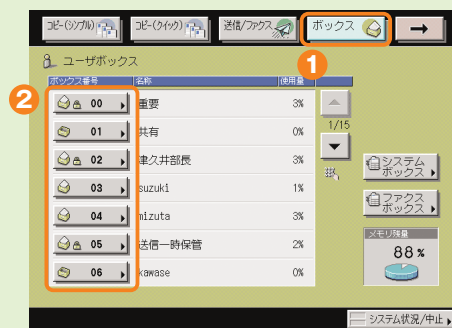 コピー(シンプル) コピー(クイック) 送信/ファクス ボックス →
ユーザボックス
1
ボックス番号 名称 使用量
2
00 重要 3%
01 共有 0%
1/15
02 津久井部長 3%
システムボックス
03 suzuki 1%
ファクスボックス
04 mizuta 3%
メモリ残量
05 送信一時保管 2%
88%
06 kawase 0%
システム状況/中止